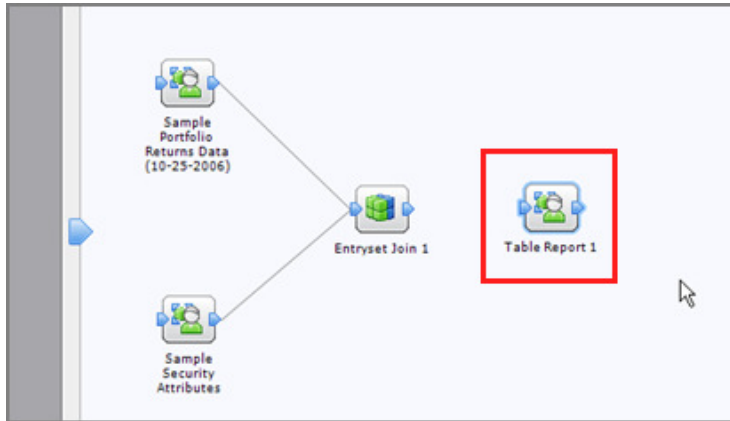 Sample
Portfolio
Returns Data
(10-25-2006)
Entryset Join 1
Table Report 1
Sample
Security
Attributes